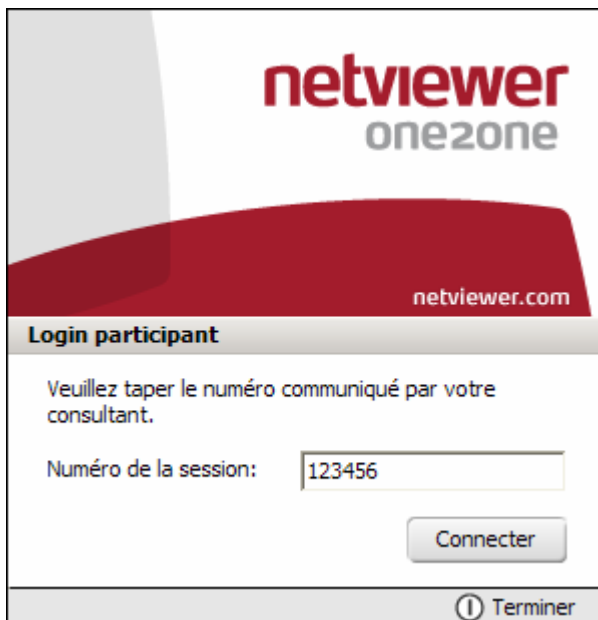 netviewer
one2one
netviewer.com
Login participant
Veuillez taper le numéro communiqué par votre
consultant.
Numéro de la session: 123456
Connecter
Terminer